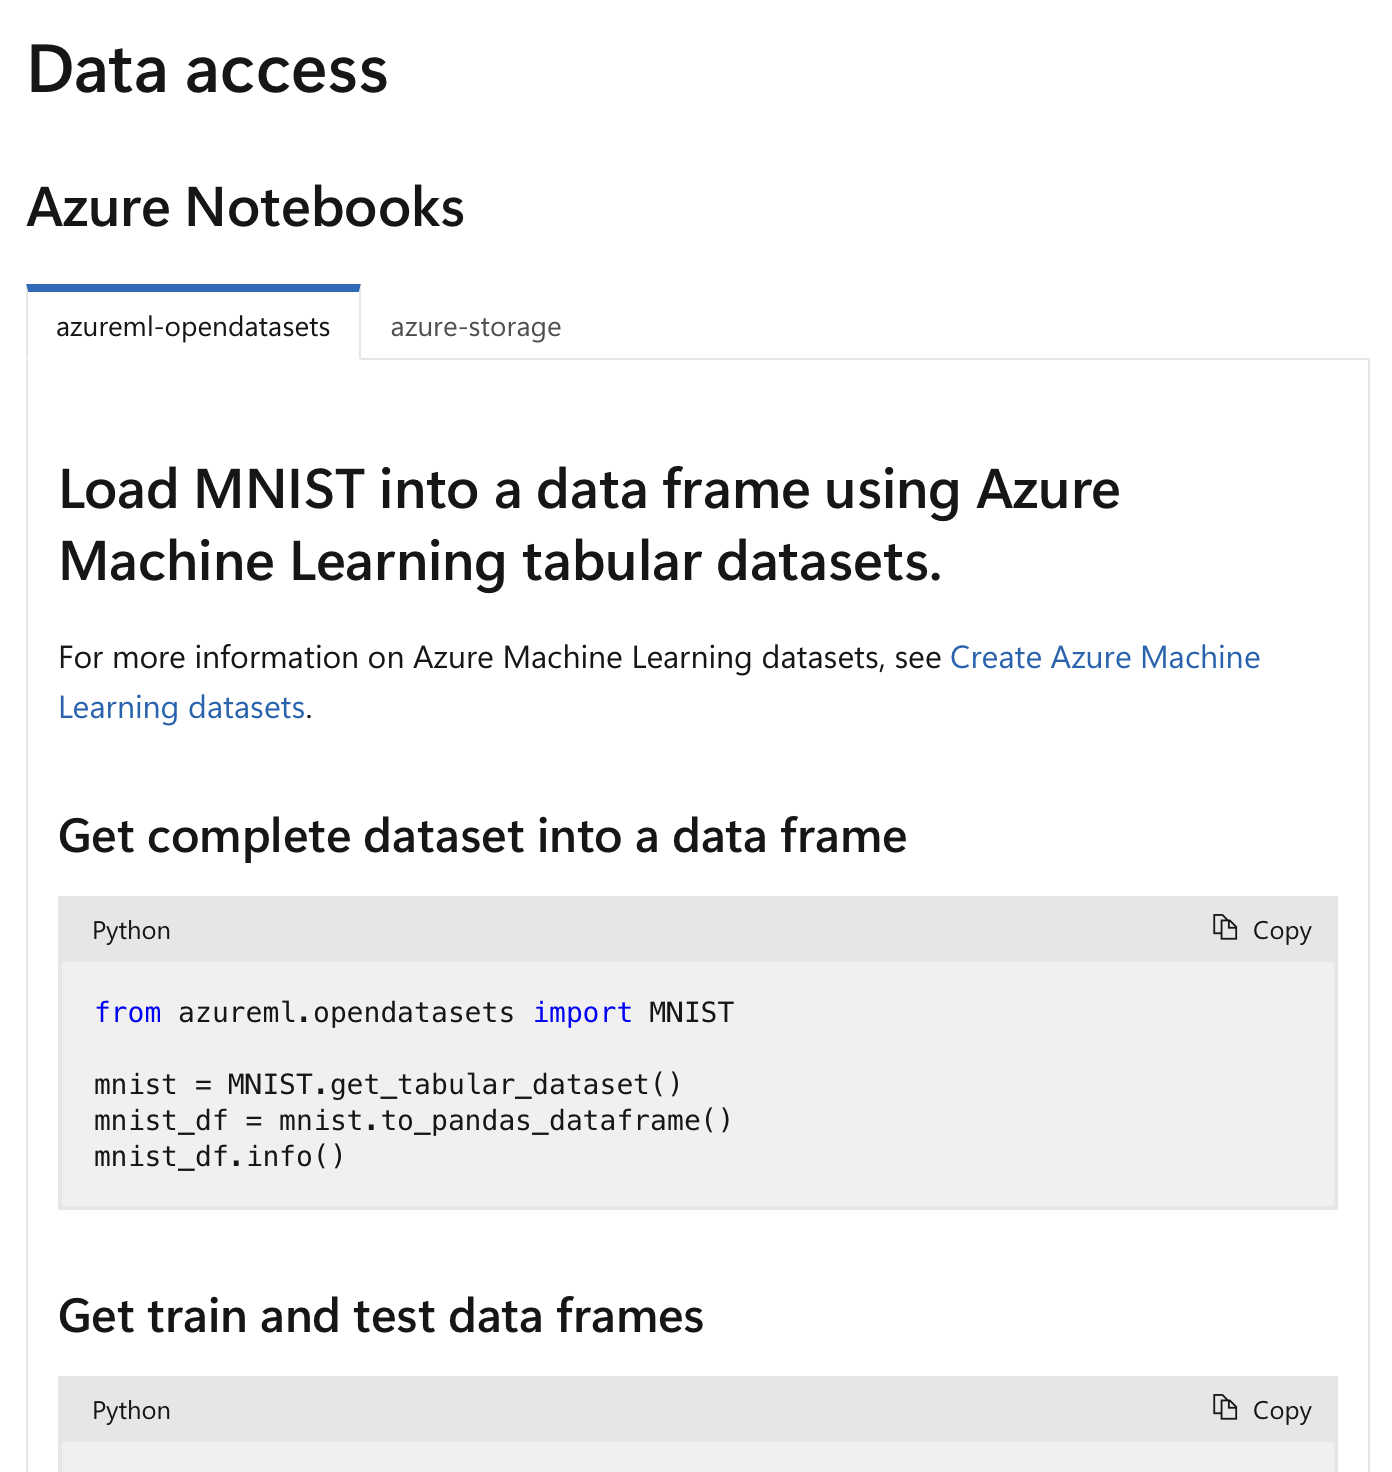 Data access
Azure Notebooks
azureml-opendatasets
azure-storage
Load MNIST into a data frame using Azure
Machine Learning tabular datasets.
For more information on Azure Machine Learning datasets, see Create Azure Machine
Learning datasets.
Get complete dataset into a data frame
Python
Copy
from azureml.opendatasets import MNIST
mnist = MNIST.get_tabular_dataset()
mnist_df = mnist.to_pandas_dataframe()
mnist_df.info()
Get train and test data frames
Python
Copy